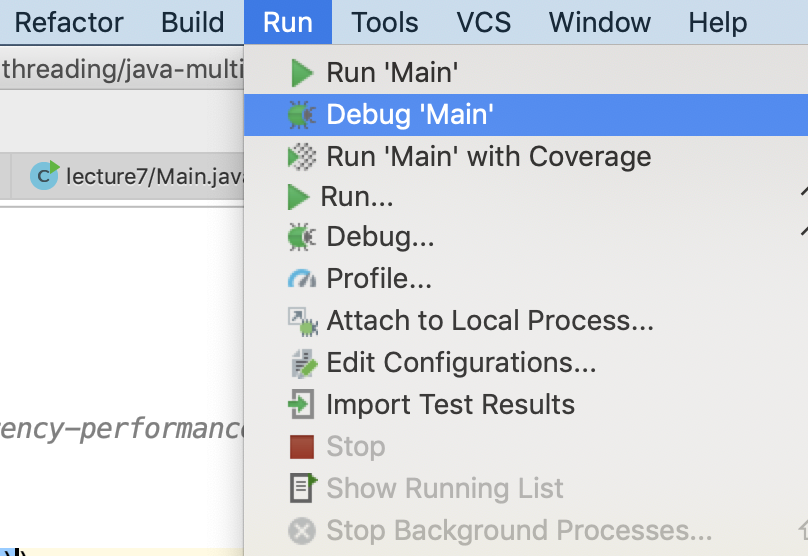 Refactor Build Run Tools VCS Window Help
threading/java-multi
Run 'Main'
Debug 'Main'
lecture7/Main.java
Run 'Main' with Coverage
Run...
Debug...
Profile...
Attach to Local Process...
Edit Configurations...
Import Test Results
ency-performance
Stop
Show Running List
Stop Background Processes...